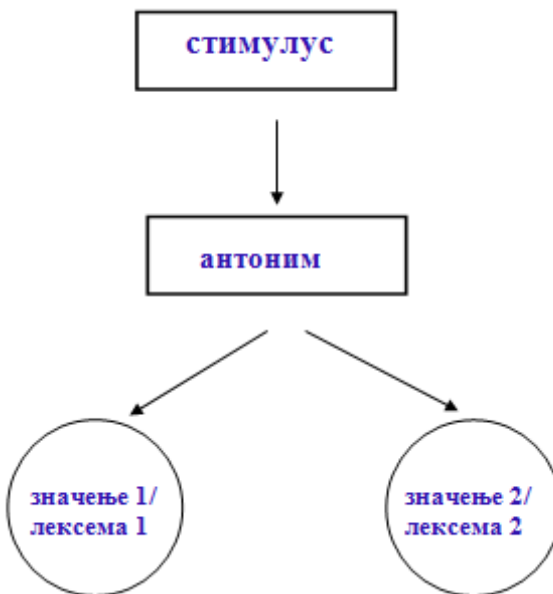 стимулус
антоним
значење 1/
лексема 1
значење 2/
лексема 2